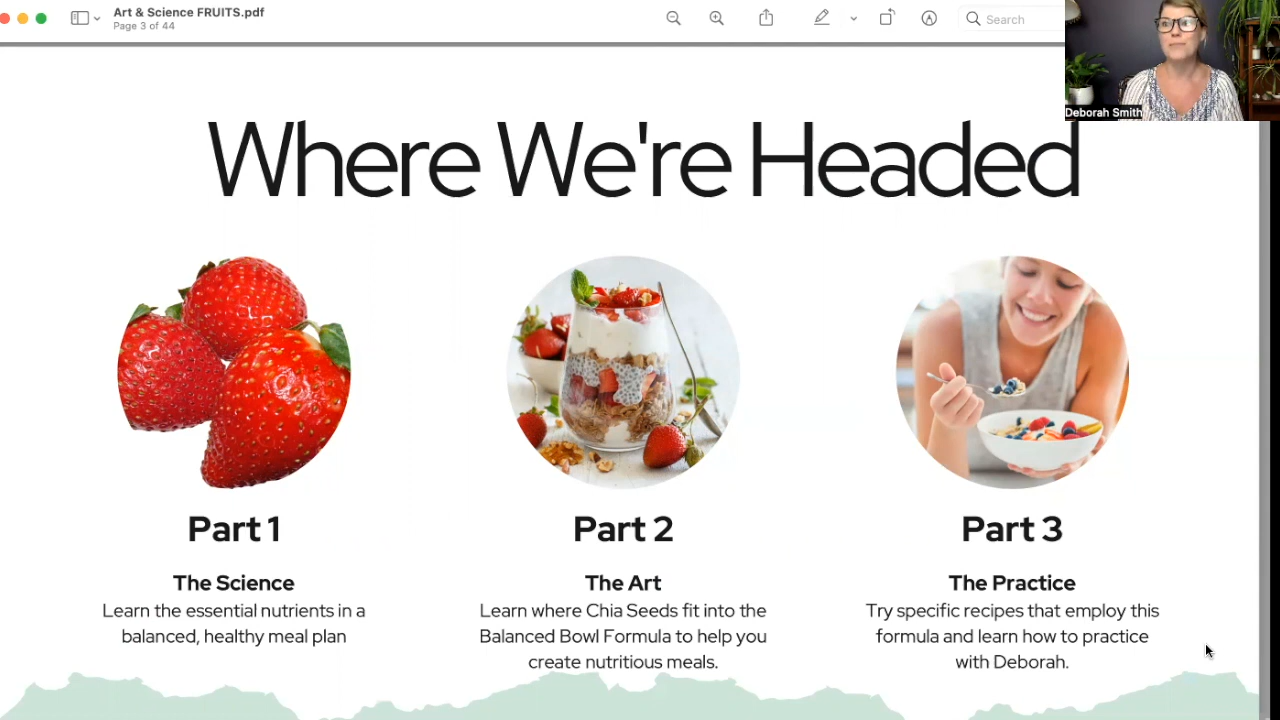 Art & Science FRUITS.pdf
Page 3 of 44
Search
Deborah Smith
Where We're Headed
Part 1
The Science
Learn the essential nutrients in a
balanced, healthy meal plan
Part 2
The Art
Learn where Chia Seeds fit into the
Balanced Bowl Formula to help you
create nutritious meals.
Part 3
The Practice
Try specific recipes that employ this
formula and learn how to practice
with Deborah.